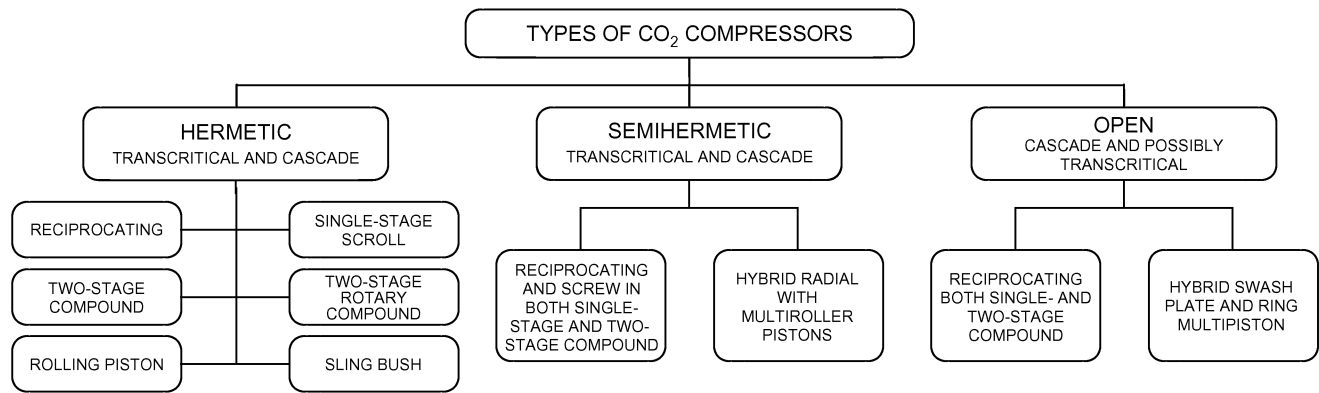 TYPES OF CO₂ COMPRESSORS
HERMETIC
TRANSCRITICAL AND CASCADE
SEMIHERMETIC
TRANSCRITICAL AND CASCADE
OPEN
CASCADE AND POSSIBLY
TRANSCRITICAL
RECIPROCATING
SINGLE-STAGE
SCROLL
TWO-STAGE
COMPOUND
TWO-STAGE
ROTARY
COMPOUND
ROLLING PISTON
SLING BUSH
RECIPROCATING
AND SCREW IN
BOTH SINGLE-
STAGE AND TWO-
STAGE COMPOUND
HYBRID RADIAL
WITH
MULTIROLLER
PISTONS
RECIPROCATING
BOTH SINGLE- AND
TWO-STAGE
COMPOUND
HYBRID SWASH
PLATE AND RING
MULTIPISTON